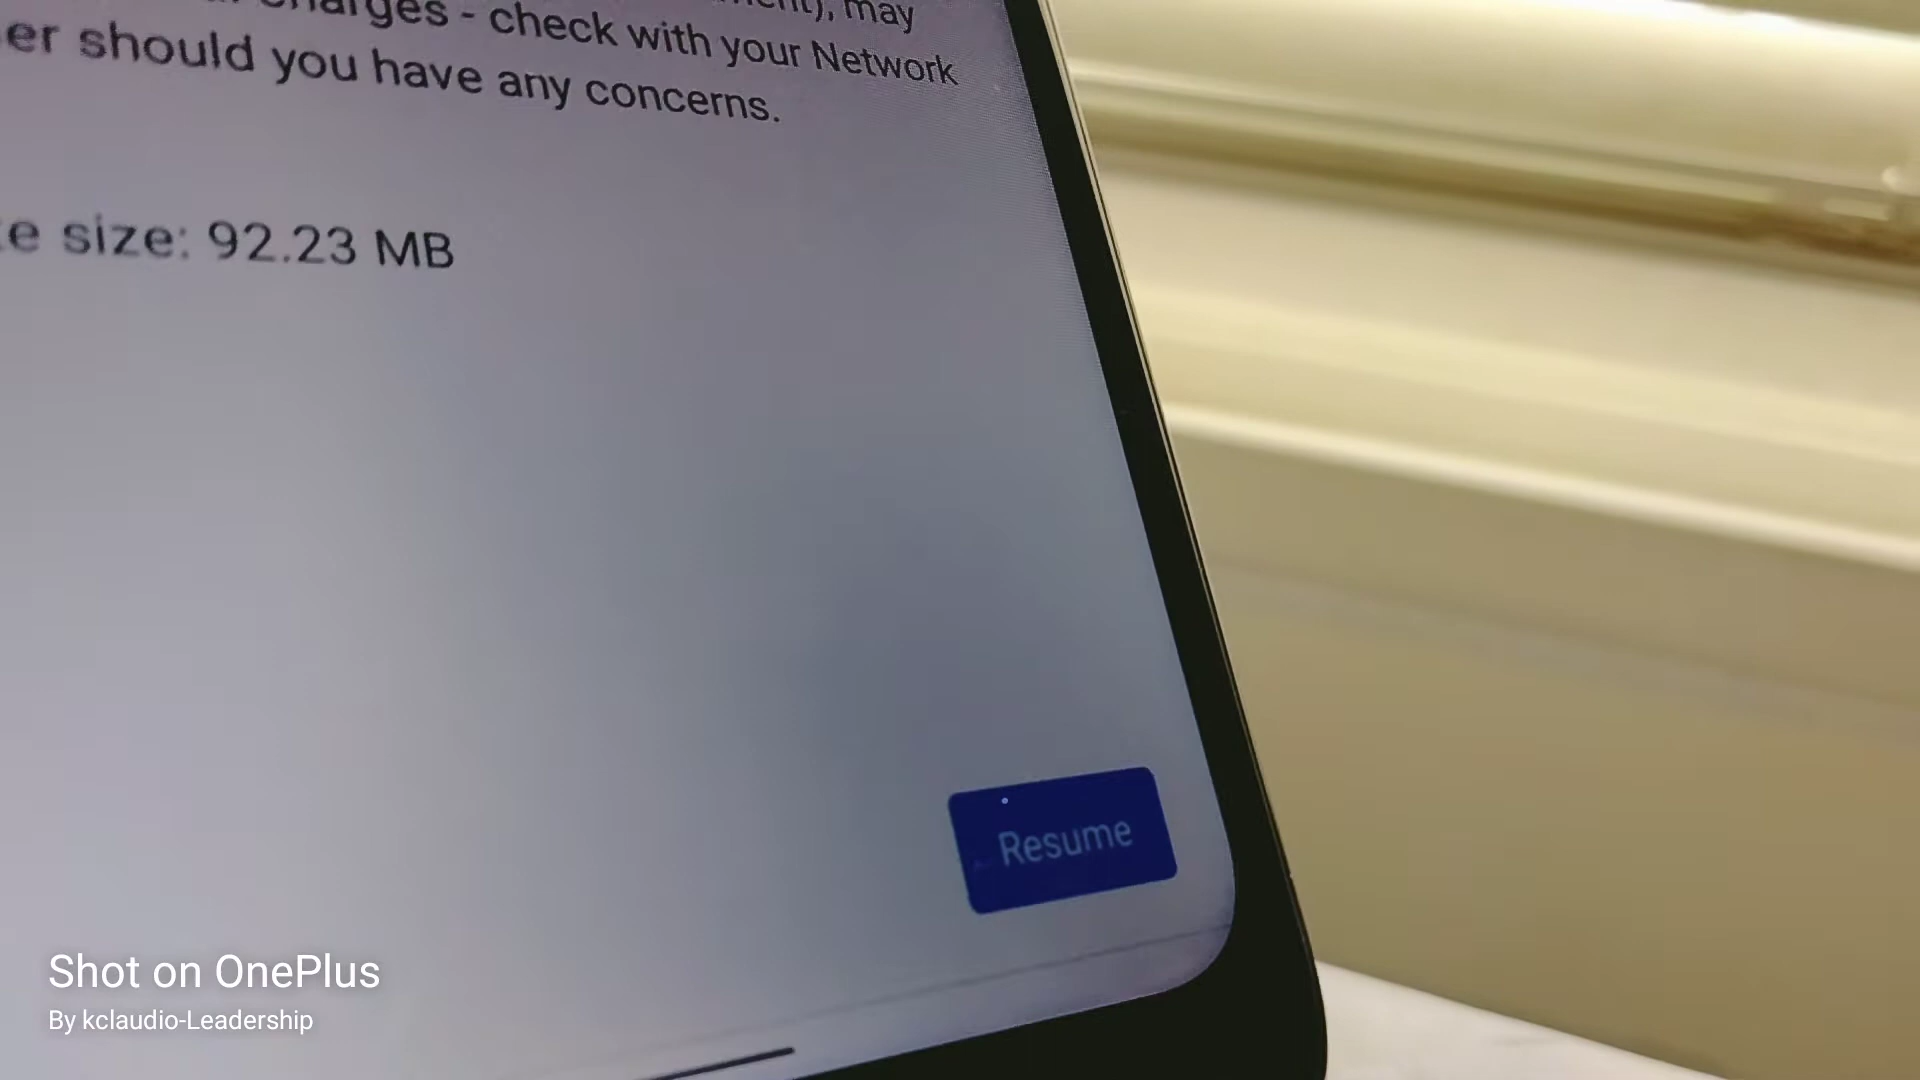 charges - check with your Network
er should you have any concerns.
e size: 92.23 MB
Resume
Shot on OnePlus
By kclaudio-Leadership